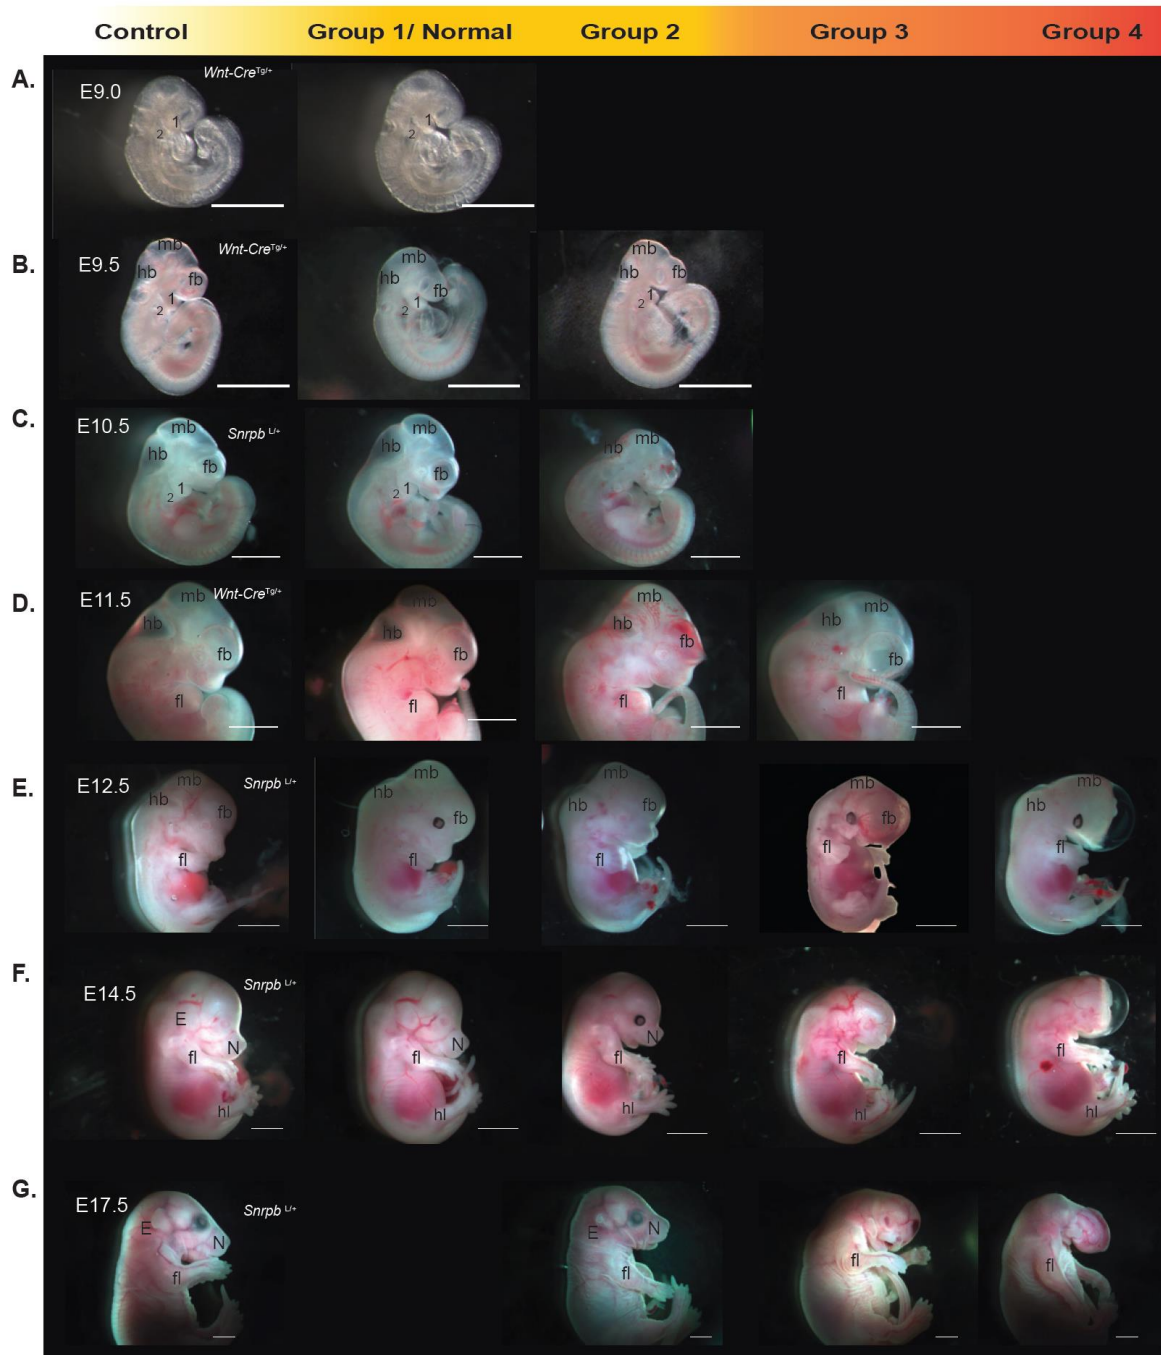 Control Group 1/ Normal Group 2 Group 3 Group 4
A.
E9.0 Wnt-Cre^Tg/+
1 2
1 2
B.
E9.5 Wnt-Cre^Tg/+
mb hb fb 1 2
mb hb fb 1 2
mb hb fb 1 2
C.
E10.5 Snrpb^L/+
mb hb fb 1 2
mb hb fb 1 2
mb hb fb
D.
E11.5 Wnt-Cre^Tg/+
mb hb fb fl
mb hb fb fl
mb hb fb fl
mb hb fb fl
E.
E12.5 Snrpb^L/+
mb hb fb fl
mb hb fb fl
mb hb fb fl
mb fb fl
mb hb fl
F.
E14.5 Snrpb^L/+
E N fl
fl N hl
N fl hl
fl hl
fl
G.
E17.5 Snrpb^L/+
E N fl
E N fl
fl
fl